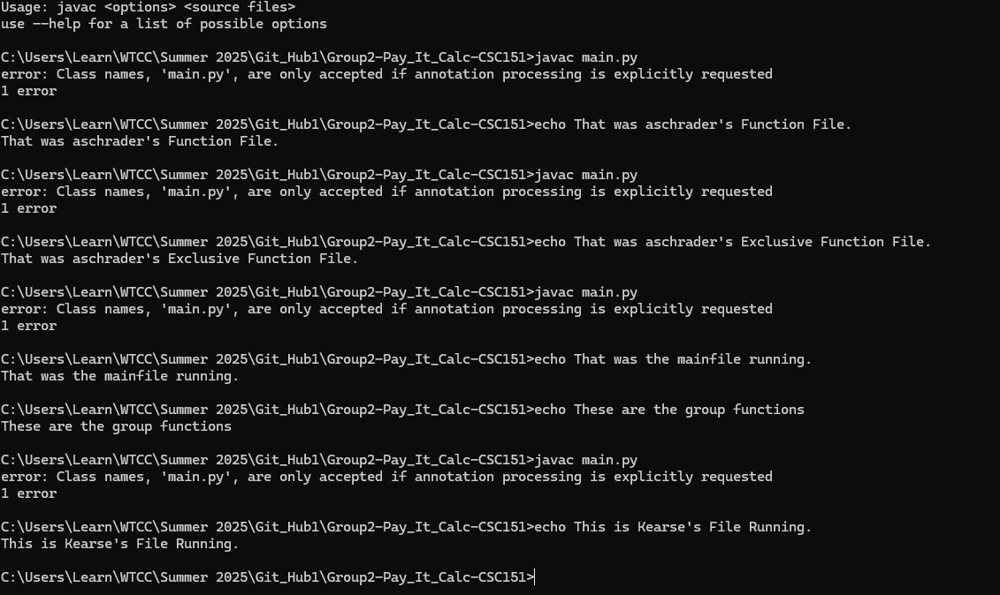 Usage: javac <options> <source files>
use --help for a list of possible options
C:\Users\Learn\WTCC\Summer 2025\Git_Hub1\Group2-Pay_It_Calc-CSC151>javac main.py
error: Class names, 'main.py', are only accepted if annotation processing is explicitly requested
1 error
C:\Users\Learn\WTCC\Summer 2025\Git_Hub1\Group2-Pay_It_Calc-CSC151>echo That was aschrader's Function File.
That was aschrader's Function File.
C:\Users\Learn\WTCC\Summer 2025\Git_Hub1\Group2-Pay_It_Calc-CSC151>javac main.py
error: Class names, 'main.py', are only accepted if annotation processing is explicitly requested
1 error
C:\Users\Learn\WTCC\Summer 2025\Git_Hub1\Group2-Pay_It_Calc-CSC151>echo That was aschrader's Exclusive Function File.
That was aschrader's Exclusive Function File.
C:\Users\Learn\WTCC\Summer 2025\Git_Hub1\Group2-Pay_It_Calc-CSC151>javac main.py
error: Class names, 'main.py', are only accepted if annotation processing is explicitly requested
1 error
C:\Users\Learn\WTCC\Summer 2025\Git_Hub1\Group2-Pay_It_Calc-CSC151>echo That was the mainfile running.
That was the mainfile running.
C:\Users\Learn\WTCC\Summer 2025\Git_Hub1\Group2-Pay_It_Calc-CSC151>echo These are the group functions
These are the group functions
C:\Users\Learn\WTCC\Summer 2025\Git_Hub1\Group2-Pay_It_Calc-CSC151>javac main.py
error: Class names, 'main.py', are only accepted if annotation processing is explicitly requested
1 error
C:\Users\Learn\WTCC\Summer 2025\Git_Hub1\Group2-Pay_It_Calc-CSC151>echo This is Kearse's File Running.
This is Kearse's File Running.
C:\Users\Learn\WTCC\Summer 2025\Git_Hub1\Group2-Pay_It_Calc-CSC151>